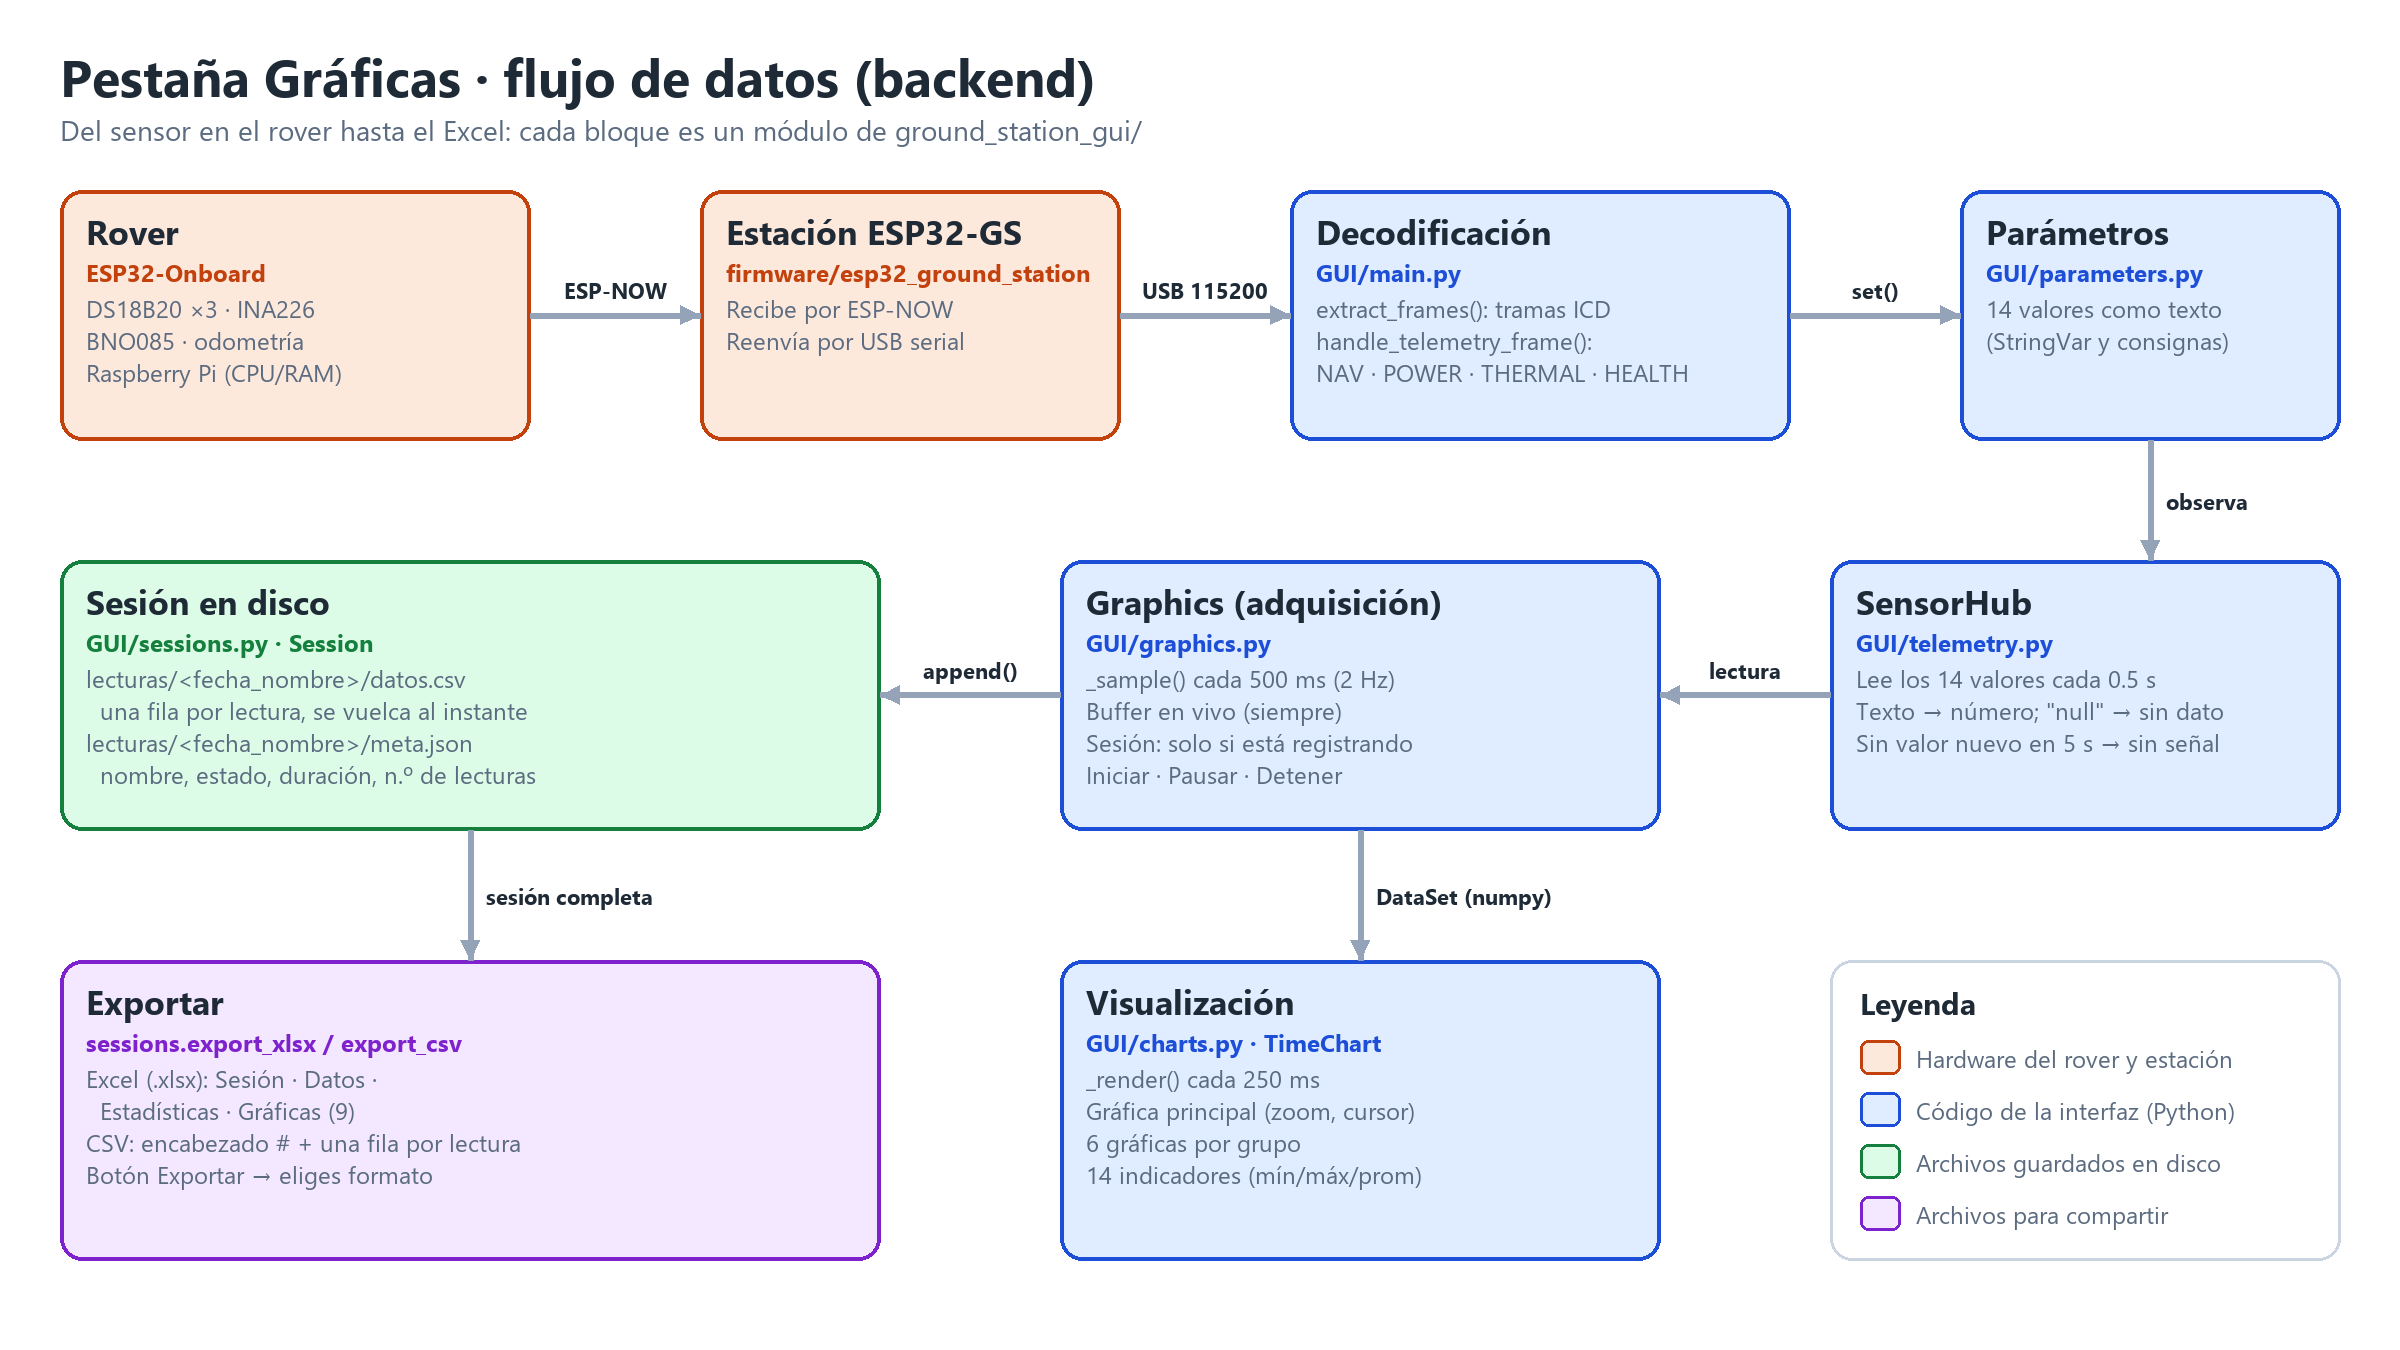 Pestaña Gráficas · flujo de datos (backend)
Del sensor en el rover hasta el Excel: cada bloque es un módulo de ground_station_gui/
Rover
ESP32-Onboard
DS18B20 ×3 · INA226
BNO085 · odometría
Raspberry Pi (CPU/RAM)
ESP-NOW
Estación ESP32-GS
firmware/esp32_ground_station
Recibe por ESP-NOW
Reenvía por USB serial
USB 115200
Decodificación
GUI/main.py
extract_frames(): tramas ICD
handle_telemetry_frame():
NAV · POWER · THERMAL · HEALTH
set()
Parámetros
GUI/parameters.py
14 valores como texto
(StringVar y consignas)
observa
SensorHub
GUI/telemetry.py
Lee los 14 valores cada 0.5 s
Texto → número; "null" → sin dato
Sin valor nuevo en 5 s → sin señal
lectura
Graphics (adquisición)
GUI/graphics.py
_sample() cada 500 ms (2 Hz)
Buffer en vivo (siempre)
Sesión: solo si está registrando
Iniciar · Pausar · Detener
append()
Sesión en disco
GUI/sessions.py · Session
lecturas/<fecha_nombre>/datos.csv
una fila por lectura, se vuelca al instante
lecturas/<fecha_nombre>/meta.json
nombre, estado, duración, n.º de lecturas
sesión completa
DataSet (numpy)
Exportar
sessions.export_xlsx / export_csv
Excel (.xlsx): Sesión · Datos ·
Estadísticas · Gráficas (9)
CSV: encabezado # + una fila por lectura
Botón Exportar → eliges formato
Visualización
GUI/charts.py · TimeChart
_render() cada 250 ms
Gráfica principal (zoom, cursor)
6 gráficas por grupo
14 indicadores (mín/máx/prom)
Leyenda
Hardware del rover y estación
Código de la interfaz (Python)
Archivos guardados en disco
Archivos para compartir